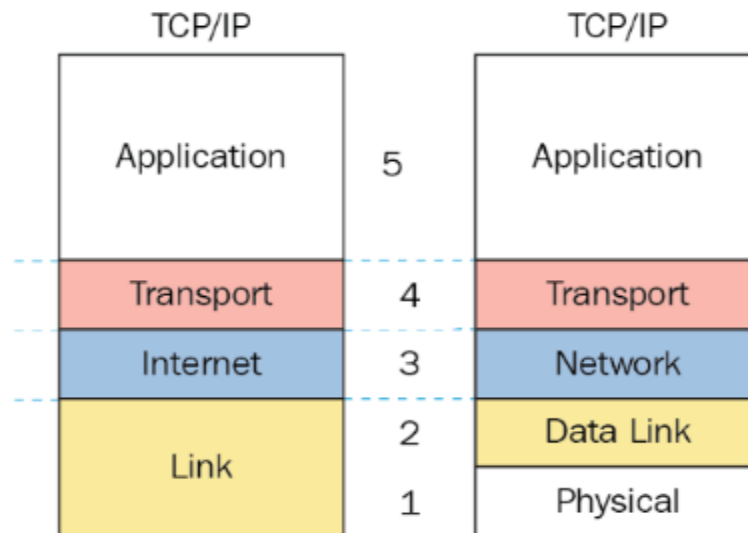 TCP/IP TCP/IP
Application 5 Application
Transport 4 Transport
Internet 3 Network
2 Data Link
Link
1 Physical